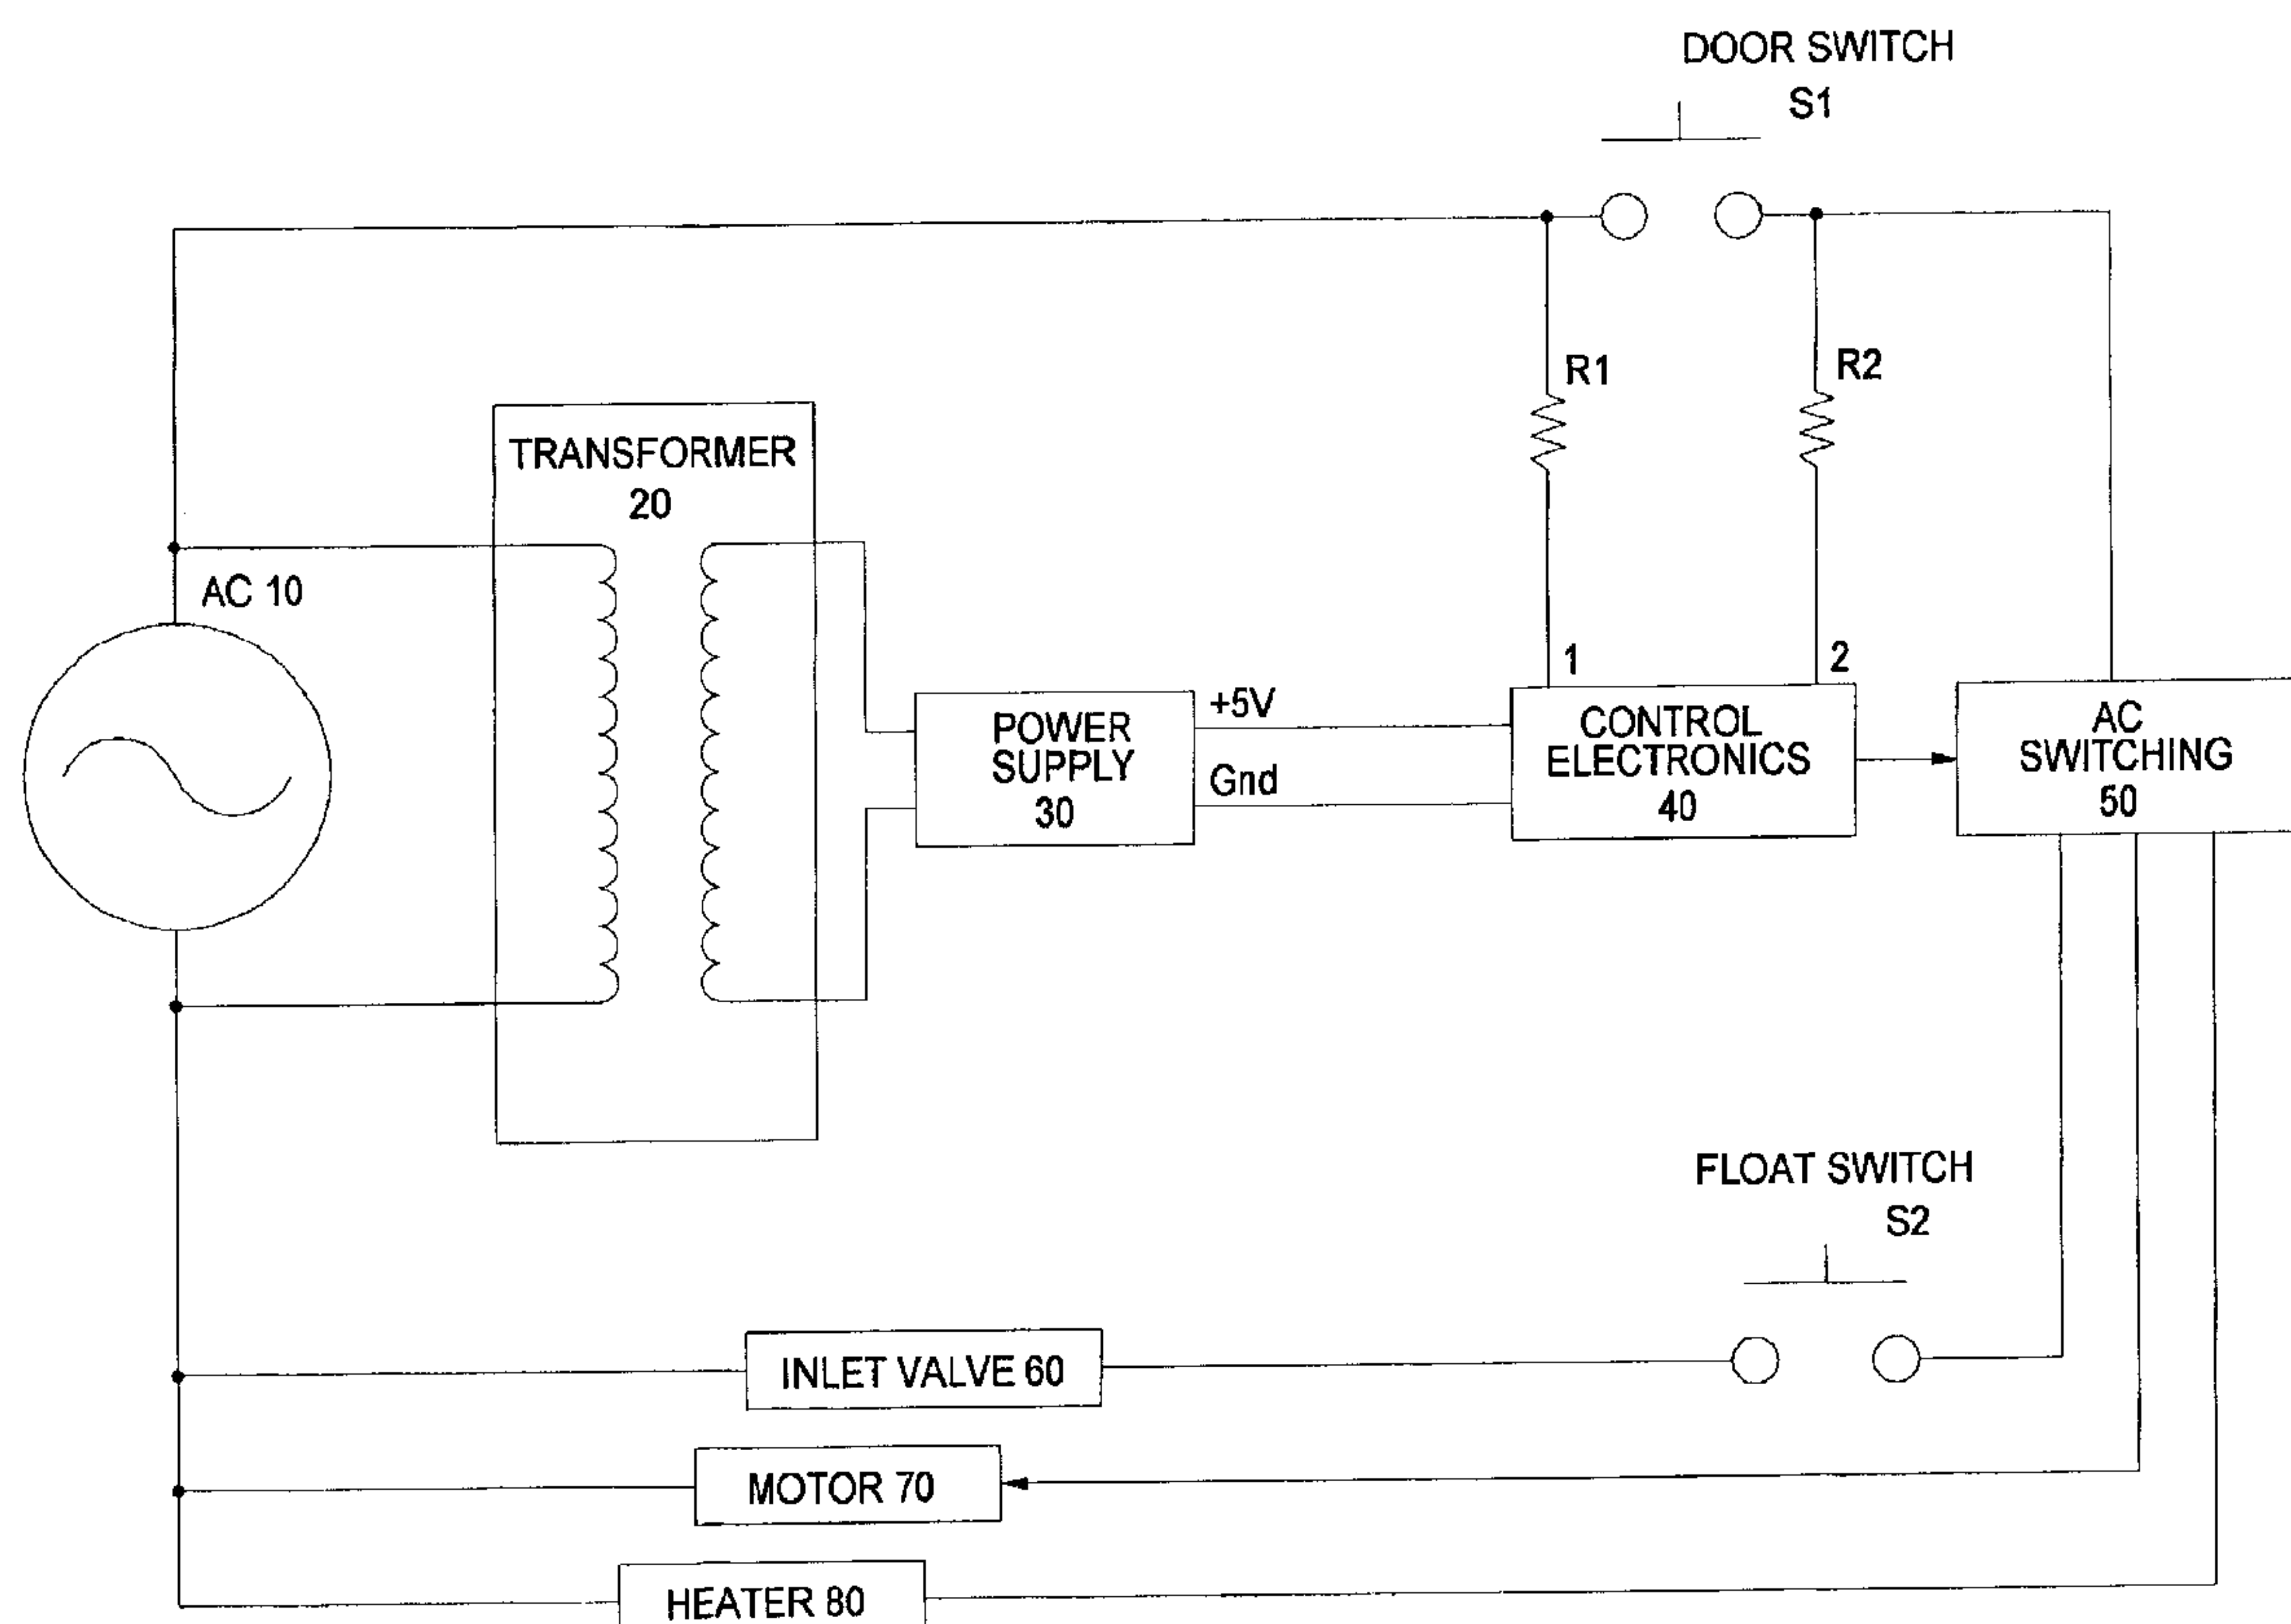 DOOR SWITCH
S1
R1
R2
TRANSFORMER
20
AC 10
1
2
+5V
POWER
SUPPLY
30
Gnd
CONTROL
ELECTRONICS
40
AC
SWITCHING
50
FLOAT SWITCH
S2
INLET VALVE 60
MOTOR 70
HEATER 80